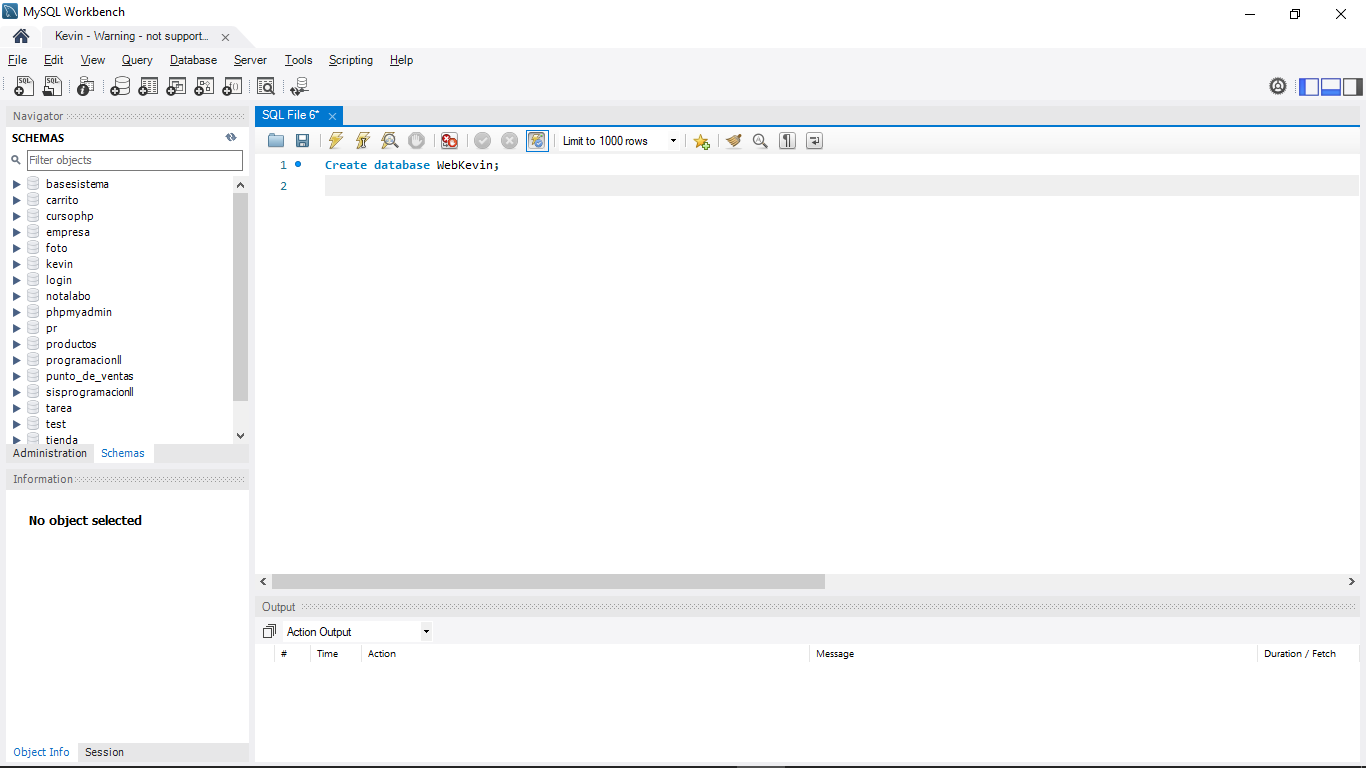 MySQL Workbench
Kevin - Warning - not support...
File Edit View Query Database Server Tools Scripting Help
Navigator
SCHEMAS
Filter objects
basesistema
carrito
cursophp
empresa
foto
kevin
login
notalabo
phpmyadmin
pr
productos
programacionII
punto_de_ventas
sisprogramacionII
tarea
test
tienda
Administration Schemas
Information
No object selected
Object Info Session
SQL File 6*
Limit to 1000 rows
1 Create database WebKevin;
2
Output
Action Output
# Time Action Message Duration / Fetch